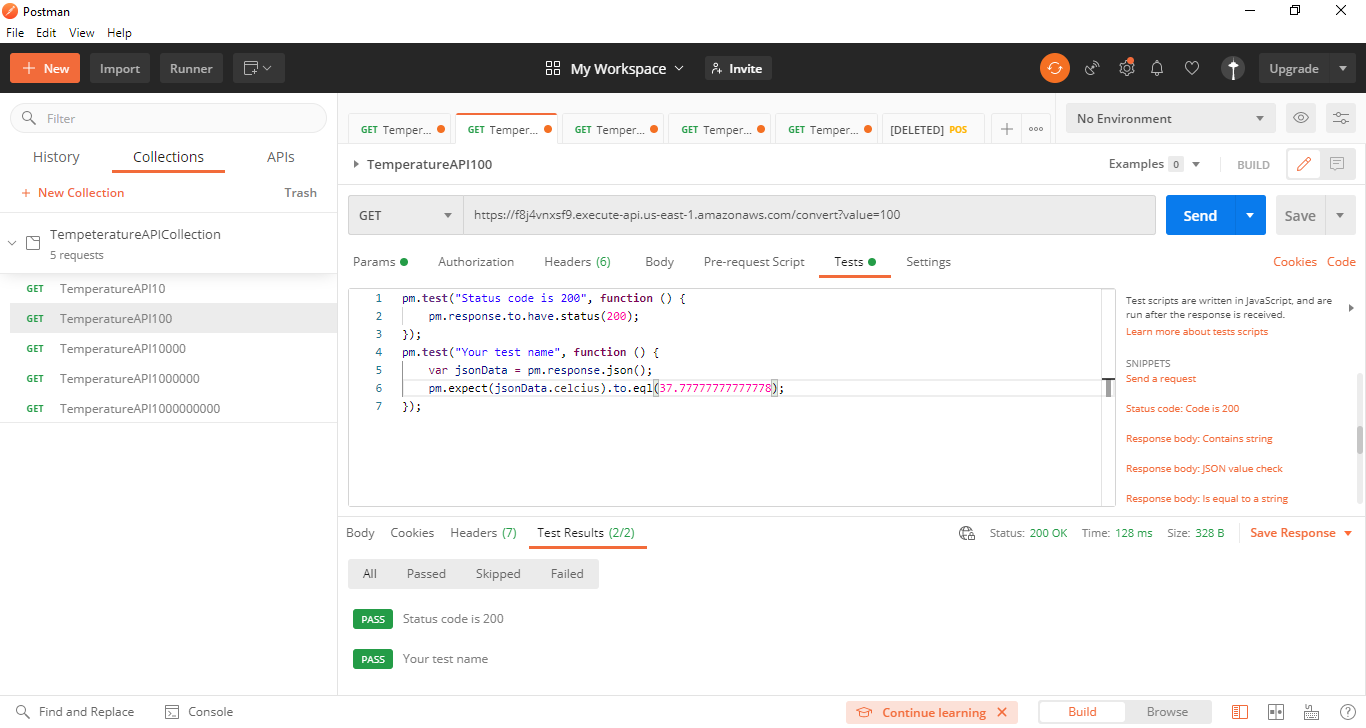 Postman
File Edit View Help
New Import Runner My Workspace Invite Upgrade
Filter
History Collections APIs
+ New Collection Trash
TempeteratureAPICollection
5 requests
GET TemperatureAPI10
GET TemperatureAPI100
GET TemperatureAPI10000
GET TemperatureAPI1000000
GET TemperatureAPI1000000000
GET Temper... GET Temper... GET Temper... GET Temper... GET Temper... [DELETED] POS
No Environment
TemperatureAPI100
Examples 0 BUILD
GET https://f8j4vnxsf9.execute-api.us-east-1.amazonaws.com/convert?value=100 Send Save
Params Authorization Headers (6) Body Pre-request Script Tests Settings Cookies Code
1 pm.test("Status code is 200", function () {
2 pm.response.to.have.status(200);
3 });
4 pm.test("Your test name", function () {
5 var jsonData = pm.response.json();
6 pm.expect(jsonData.celcius).to.eql(37.77777777777778);
7 });
Test scripts are written in JavaScript, and are
run after the response is received.
Learn more about tests scripts
SNIPPETS
Send a request
Status code: Code is 200
Response body: Contains string
Response body: JSON value check
Response body: Is equal to a string
Body Cookies Headers (7) Test Results (2/2) Status: 200 OK Time: 128 ms Size: 328 B Save Response
All Passed Skipped Failed
PASS Status code is 200
PASS Your test name
Find and Replace Console Continue learning Build Browse